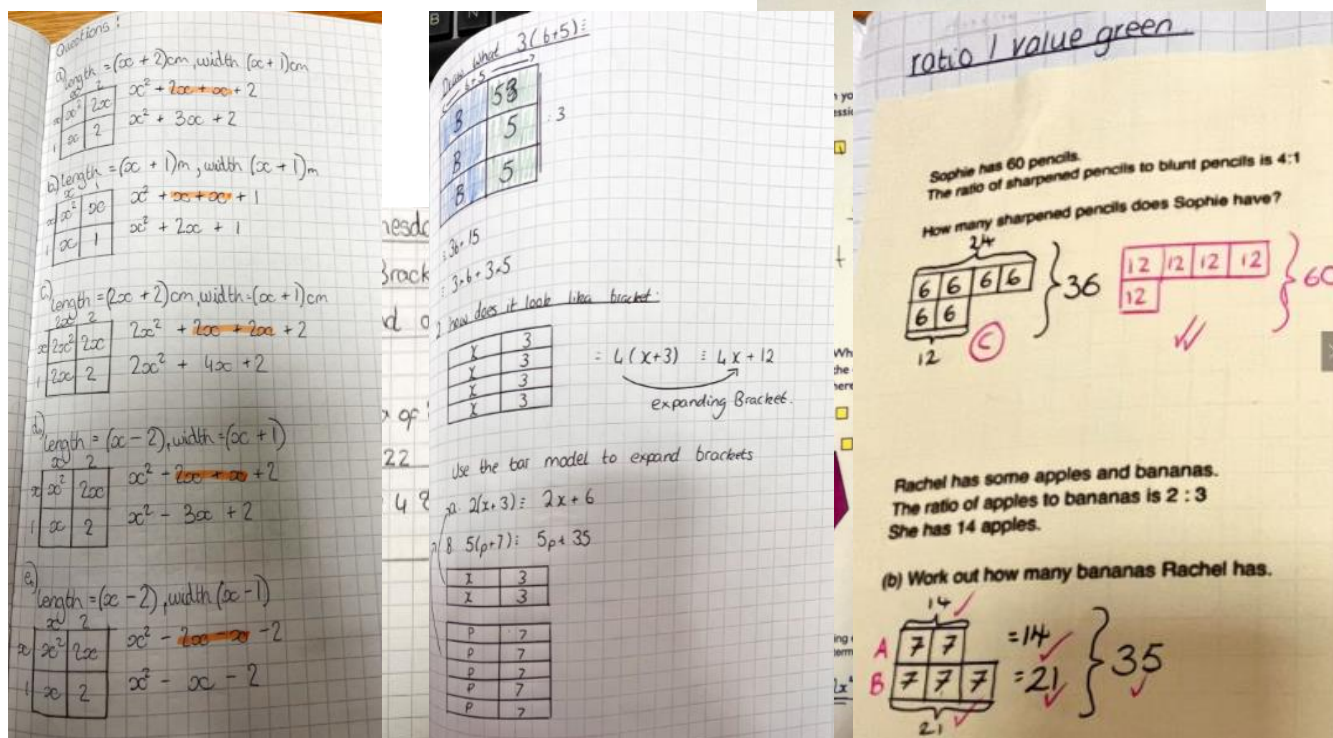 Questions!
a) length = (x + 2)cm, width (x + 1)cm
x 2
x x² 2x
1 x 2
x² + 2x + x + 2
x² + 3x + 2
b) length = (x + 1)m, width (x + 1)m
x 1
x x² x
1 x 1
x² + x + x + 1
x² + 2x + 1
c) length = (2x + 2)cm, width = (x + 1)cm
2x 2
x 2x² 2x
1 2x 2
2x² + 2x + 2x + 2
2x² + 4x + 2
d) length = (x - 2), width = (x + 1)
x 2
x x² 2x
1 x 2
x² - 2x + x + 2
x² - 3x + 2
e) length = (x - 2), width (x - 1)
x 2
x x² 2x
1 x 2
x² - 2x - x - 2
x² - x - 2
nesd
Brack
22
4 8
B N
Draw what 3(b+5):
b+5
B 5
B 5
B 5
3
= 3b+15
= 3×b+3×5
2 how does it look like bracket:
x 3
x 3
x 3
x 3
= 4(x+3) = 4x+12
expanding Bracket.
Use the bar model to expand brackets
a. 2(x+3) = 2x+6
B 5(p+7) = 5p+35
x 3
x 3
P 7
P 7
P 7
P 7
P 7
ratio 1 value green
Sophie has 60 pencils.
The ratio of sharpened pencils to blunt pencils is 4:1
How many sharpened pencils does Sophie have?
24
6 6 6 6
6 6
12
36
C
12 12 12 12
12
60
Rachel has some apples and bananas.
The ratio of apples to bananas is 2 : 3
She has 14 apples.
(b) Work out how many bananas Rachel has.
14
A 7 7 =14
B 7 7 7 =21
21
35